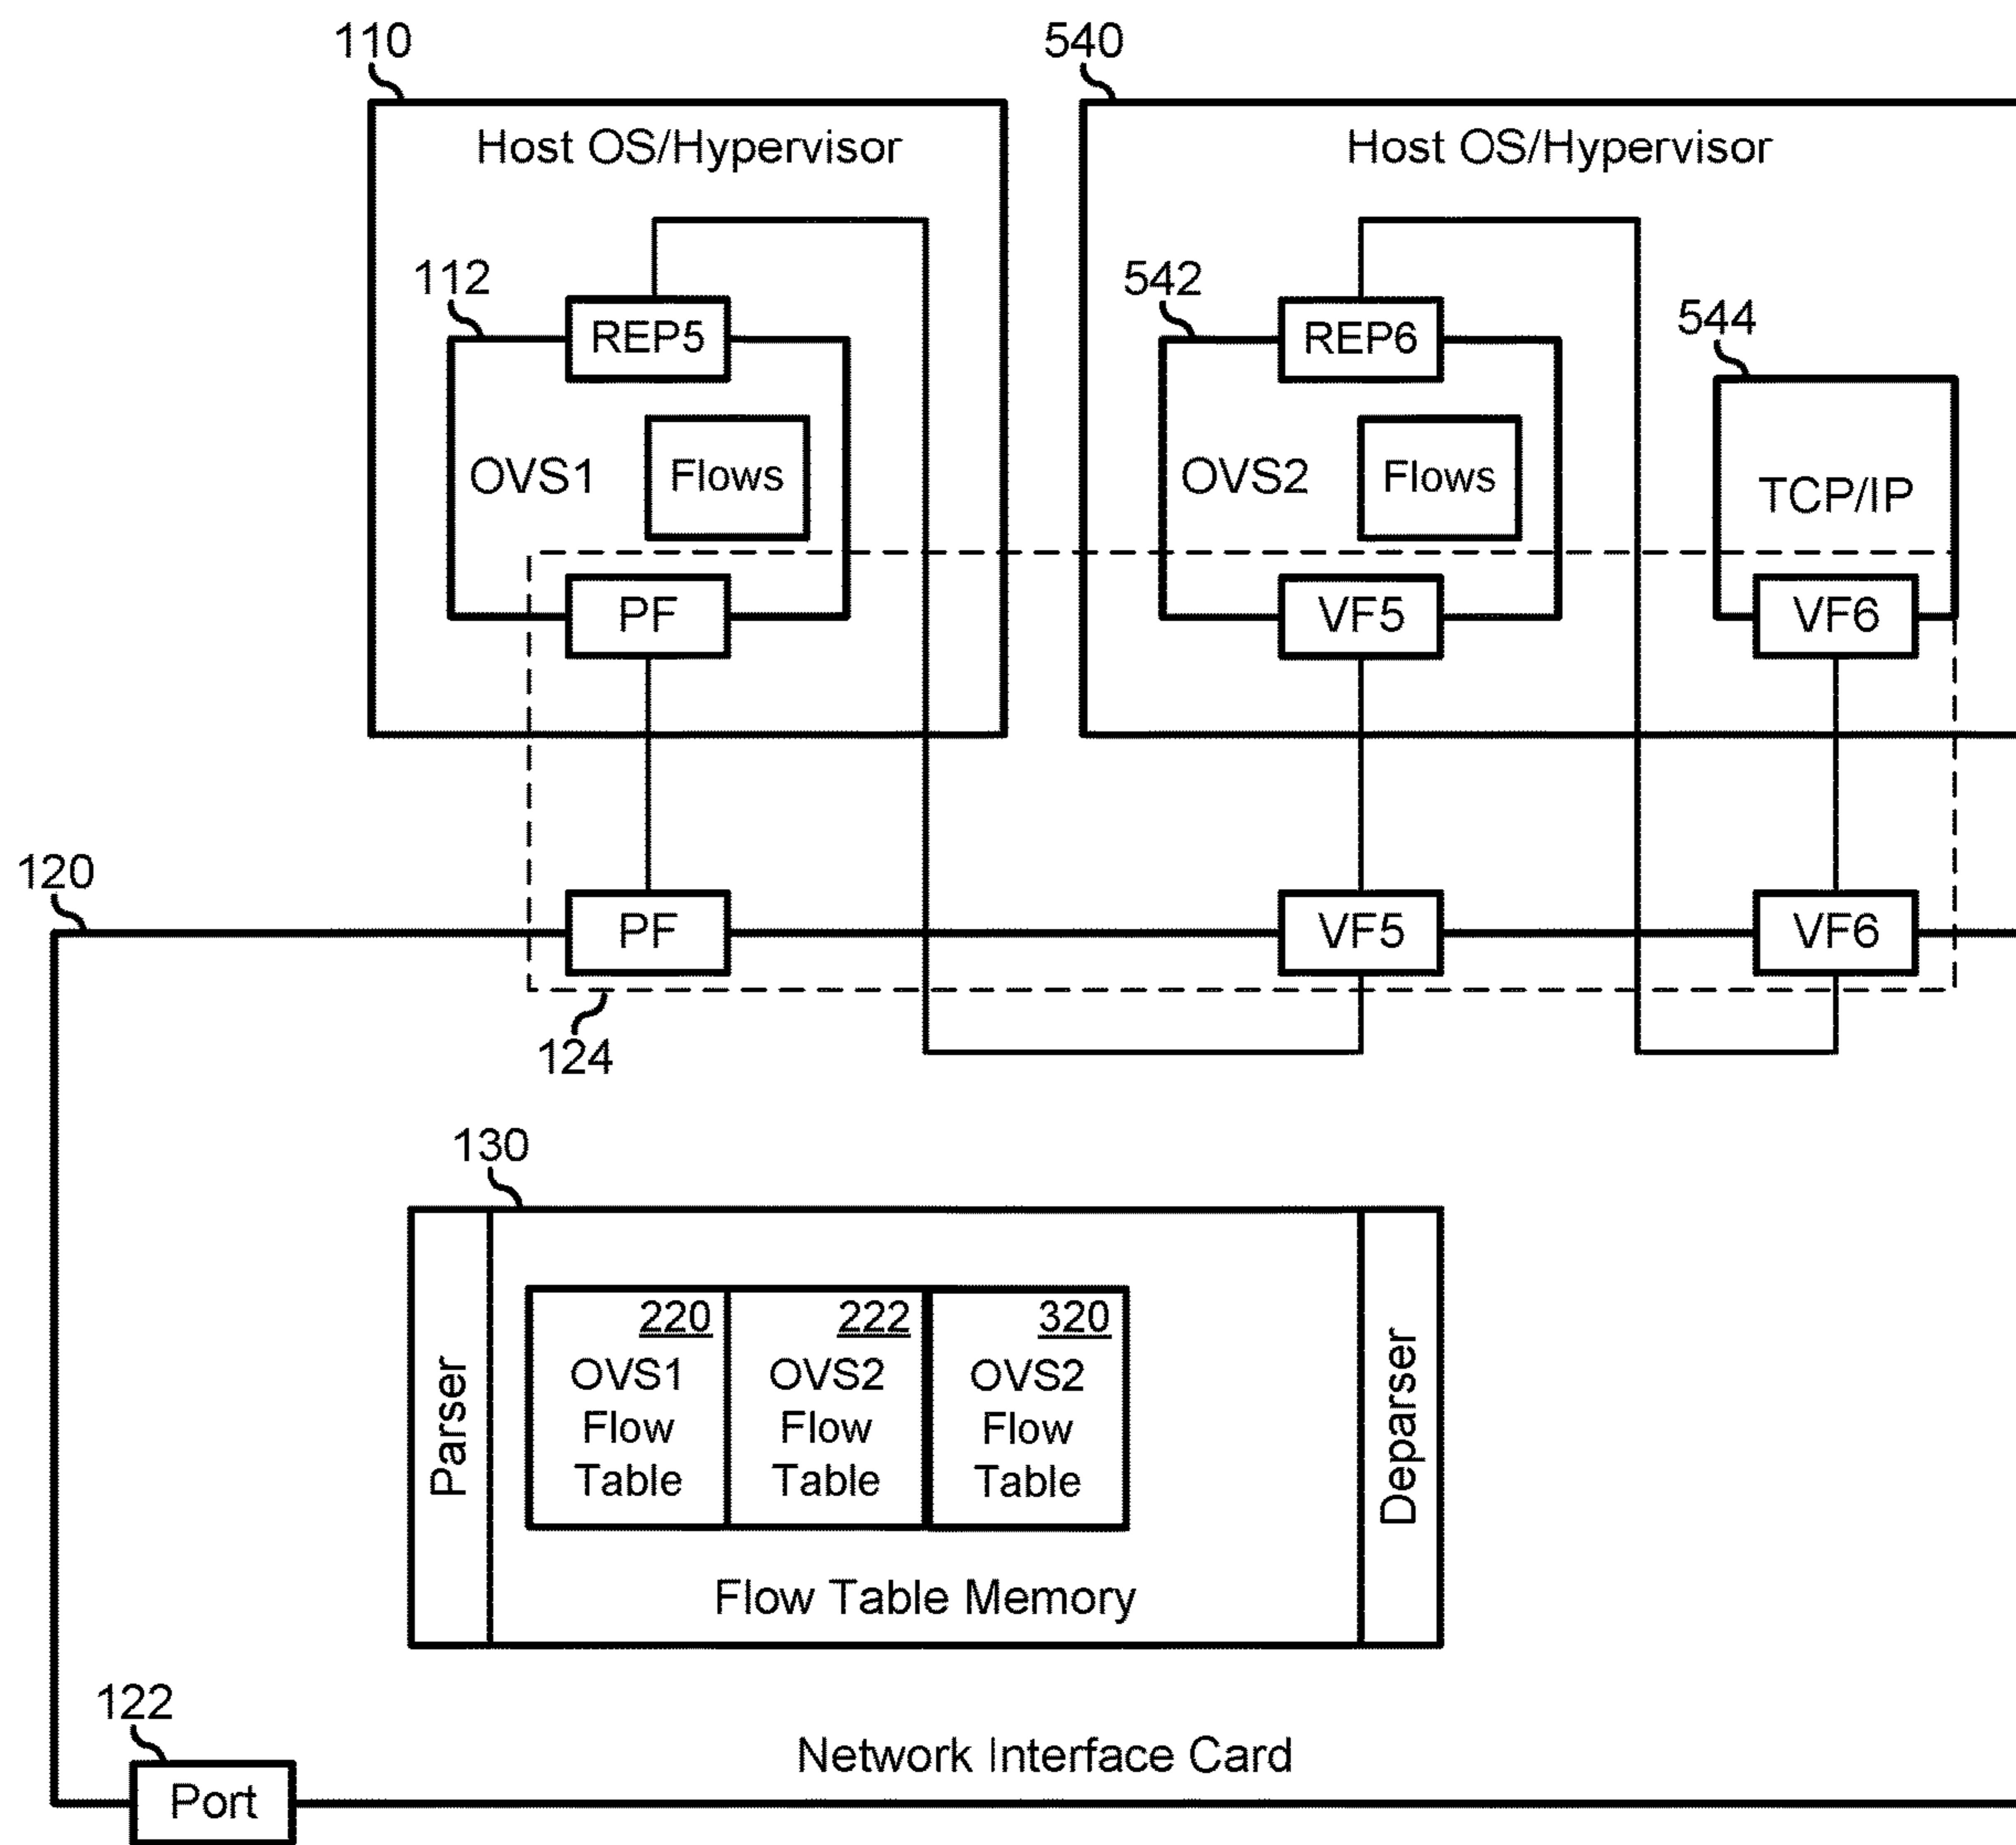 110
540
Host OS/Hypervisor
Host OS/Hypervisor
112
REP5
542
REP6
544
OVS1
Flows
OVS2
Flows
TCP/IP
PF
VF5
VF6
120
PF
VF5
VF6
124
130
Parser
220
OVS1
Flow
Table
222
OVS2
Flow
Table
320
OVS2
Flow
Table
Deparser
Flow Table Memory
122
Port
Network Interface Card